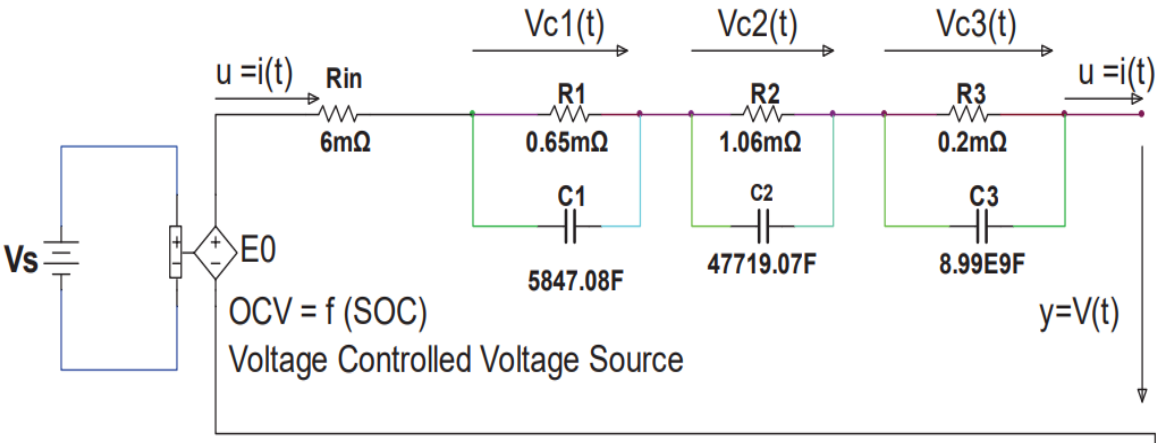 Vc1(t)
Vc2(t)
Vc3(t)
u =i(t)
Rin
R1
R2
R3
u =i(t)
6mΩ
0.65mΩ
1.06mΩ
0.2mΩ
C1
C2
C3
Vs
+
-
+
-
E0
5847.08F
47719.07F
8.99E9F
OCV = f (SOC)
y=V(t)
Voltage Controlled Voltage Source